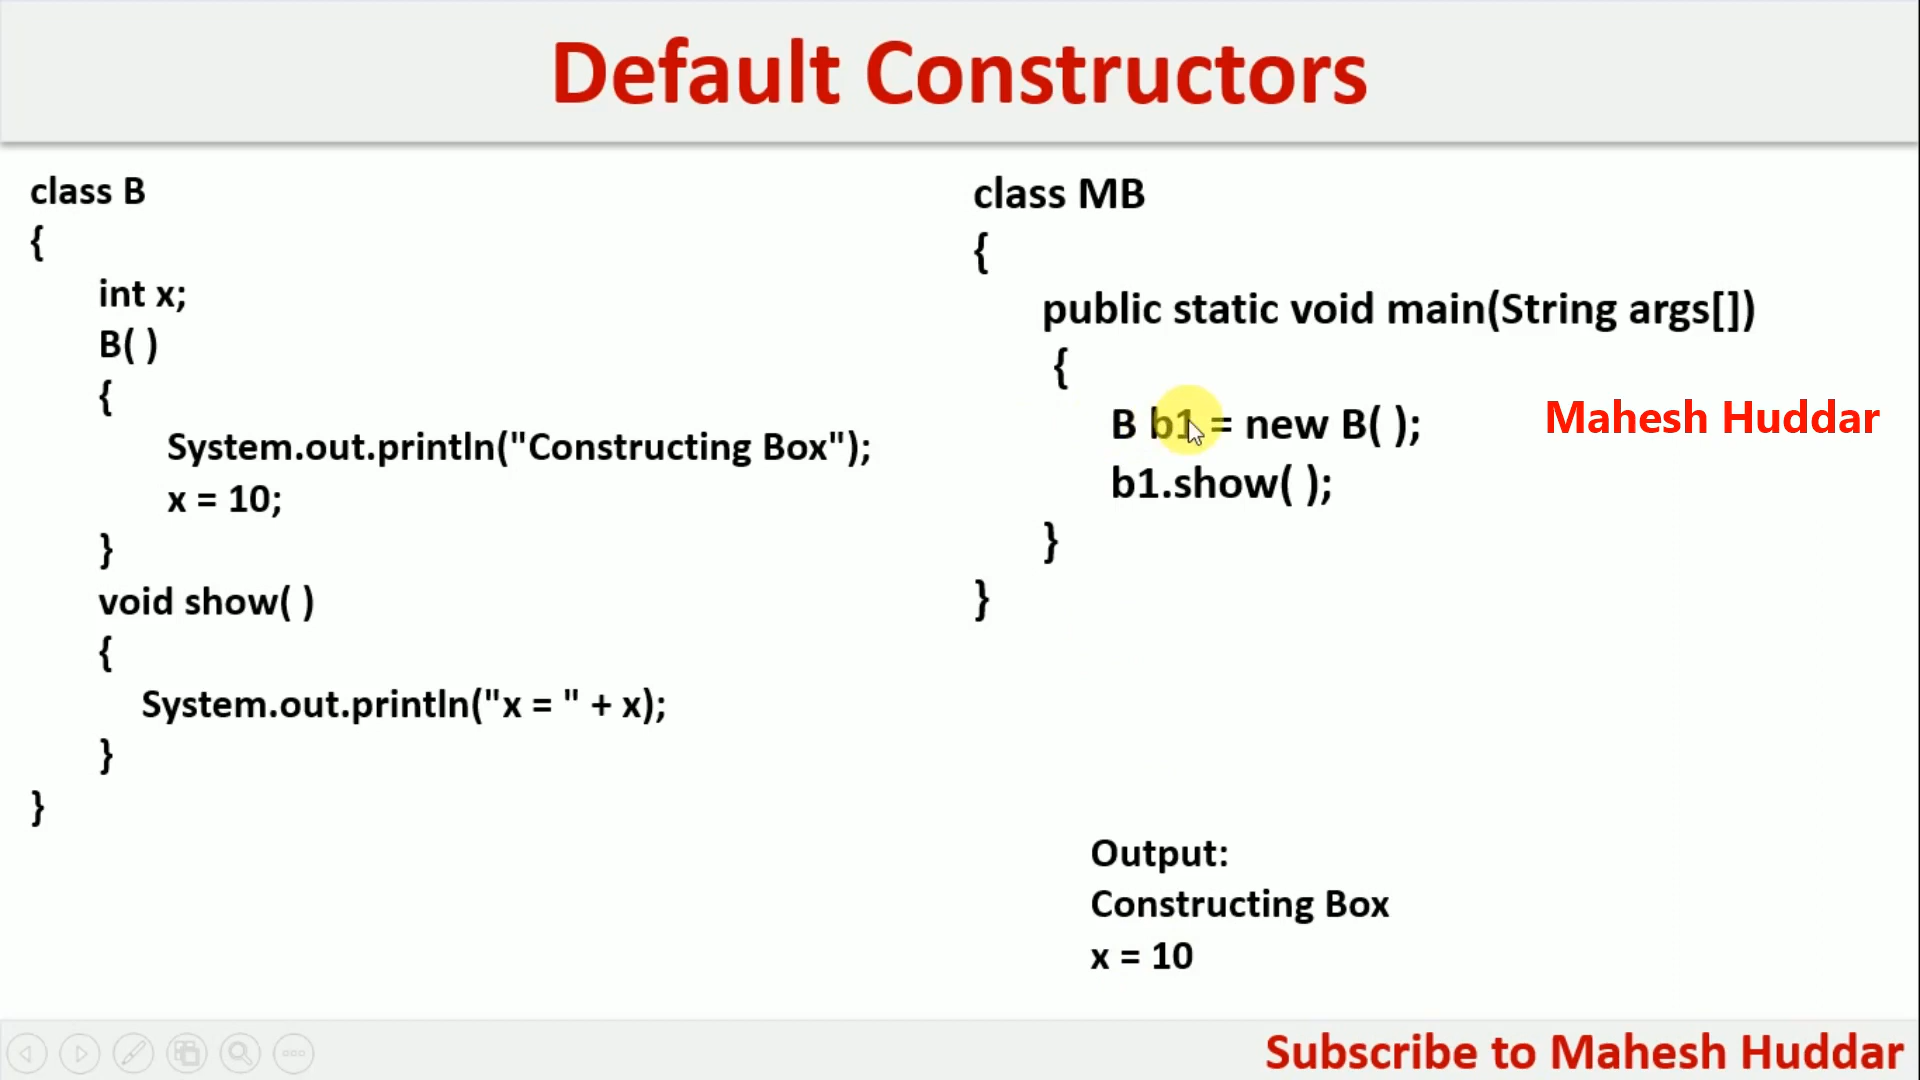 Default Constructors
class B
{
int x;
B( )
{
System.out.println("Constructing Box");
x = 10;
}
void show( )
{
System.out.println("x = " + x);
}
}
class MB
{
public static void main(String args[])
{
B b1 = new B( );
b1.show( );
}
}
Mahesh Huddar
Output:
Constructing Box
x = 10
Subscribe to Mahesh Huddar